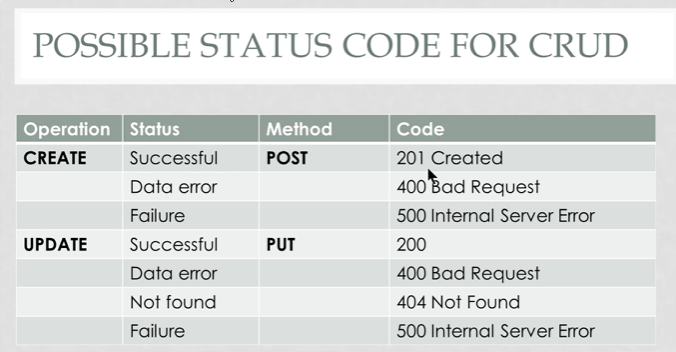 POSSIBLE STATUS CODE FOR CRUD
Operation Status Method Code
CREATE Successful POST 201 Created
Data error 400 Bad Request
Failure 500 Internal Server Error
UPDATE Successful PUT 200
Data error 400 Bad Request
Not found 404 Not Found
Failure 500 Internal Server Error